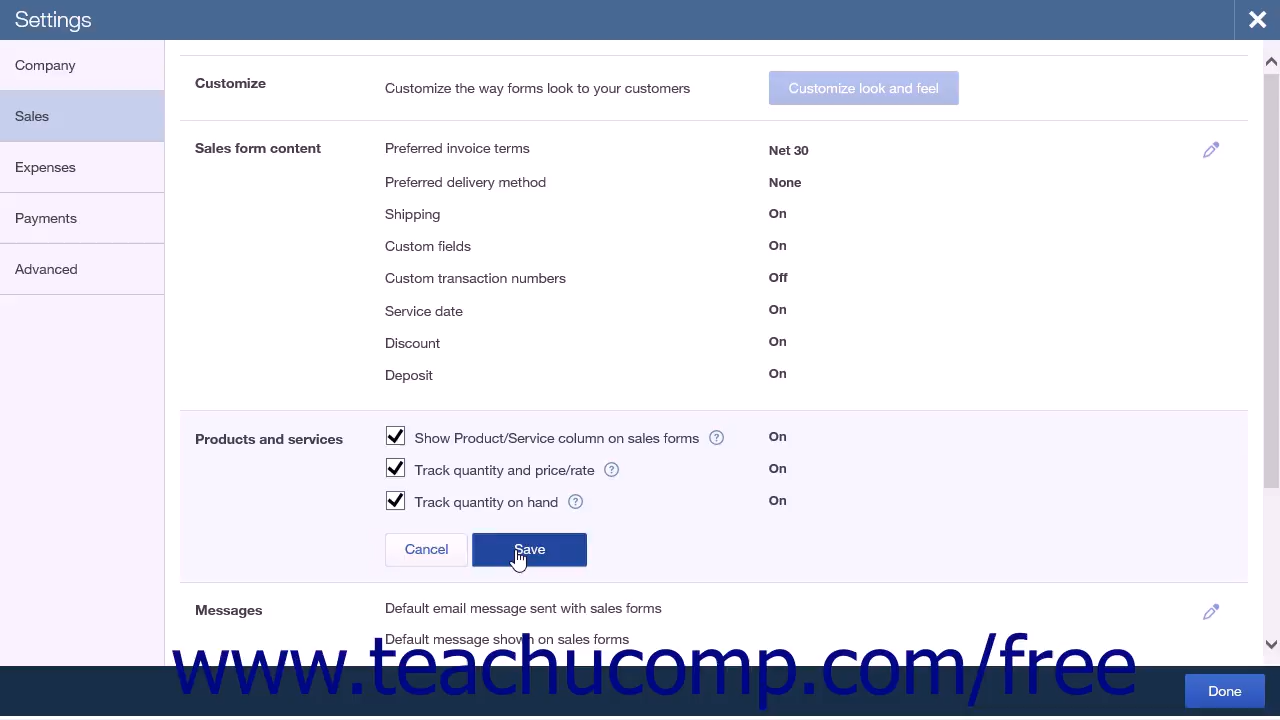 Settings
Company
Sales
Expenses
Payments
Advanced
Customize
Customize the way forms look to your customers
Customize look and feel
Sales form content
Preferred invoice terms Net 30
Preferred delivery method None
Shipping On
Custom fields On
Custom transaction numbers Off
Service date On
Discount On
Deposit On
Products and services
Show Product/Service column on sales forms ? On
Track quantity and price/rate ? On
Track quantity on hand ? On
Cancel Save
Messages
Default email message sent with sales forms
Default message shown on sales forms
www.teachucomp.com/free
Done